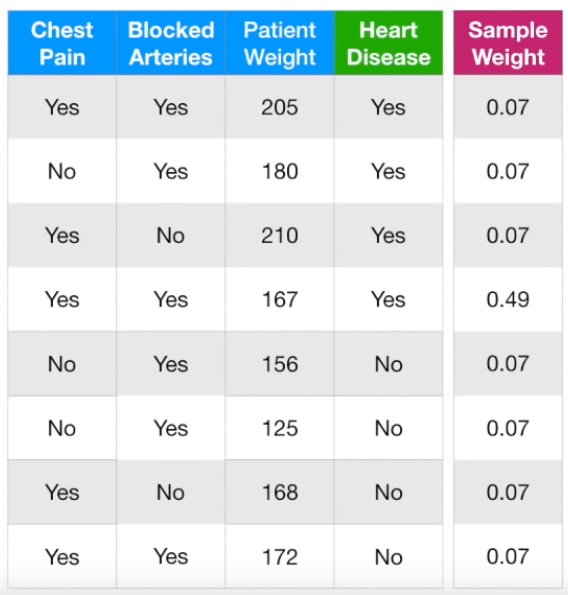 Chest Pain Blocked Arteries Patient Weight Heart Disease Sample Weight
Yes Yes 205 Yes 0.07
No Yes 180 Yes 0.07
Yes No 210 Yes 0.07
Yes Yes 167 Yes 0.49
No Yes 156 No 0.07
No Yes 125 No 0.07
Yes No 168 No 0.07
Yes Yes 172 No 0.07